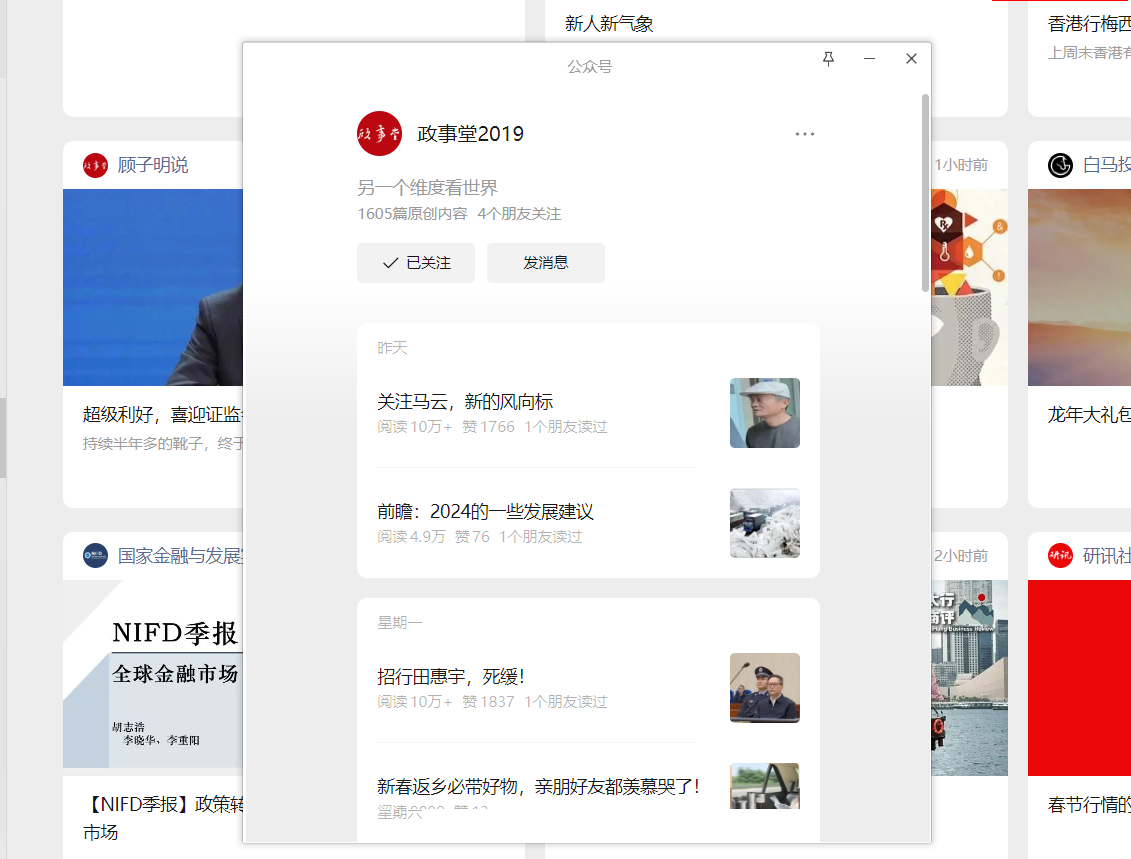 新人新气象
香港行梅西
上周末香港有
公众号
政事堂2019
另一个维度看世界
1605篇原创内容 4个朋友关注
已关注
发消息
昨天
关注马云，新的风向标
阅读 10万+ 赞 1766 1个朋友读过
前瞻：2024的一些发展建议
阅读 4.9万 赞 76 1个朋友读过
星期一
招行田惠宇，死缓！
阅读 10万+ 赞 1837 1个朋友读过
新春返乡必带好物，亲朋好友都羡慕哭了！
星期六
顾子明说
超级利好，喜迎证监
持续半年多的靴子，终于
国家金融与发展
NIFD季报
全球金融市场
胡志浩
李晓华、李重阳
【NIFD季报】政策转
市场
1小时前
2小时前
白马投
龙年大礼包
研讯社
研讯
春节行情的